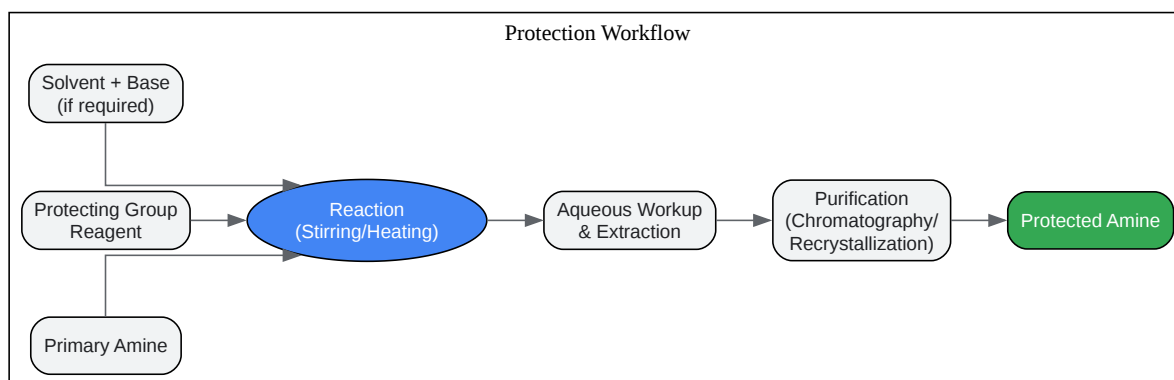 Protection Workflow
Solvent + Base
(if required)
Protecting Group
Reagent
Primary Amine
Reaction
(Stirring/Heating)
Aqueous Workup
& Extraction
Purification
(Chromatography/
Recrystallization)
Protected Amine